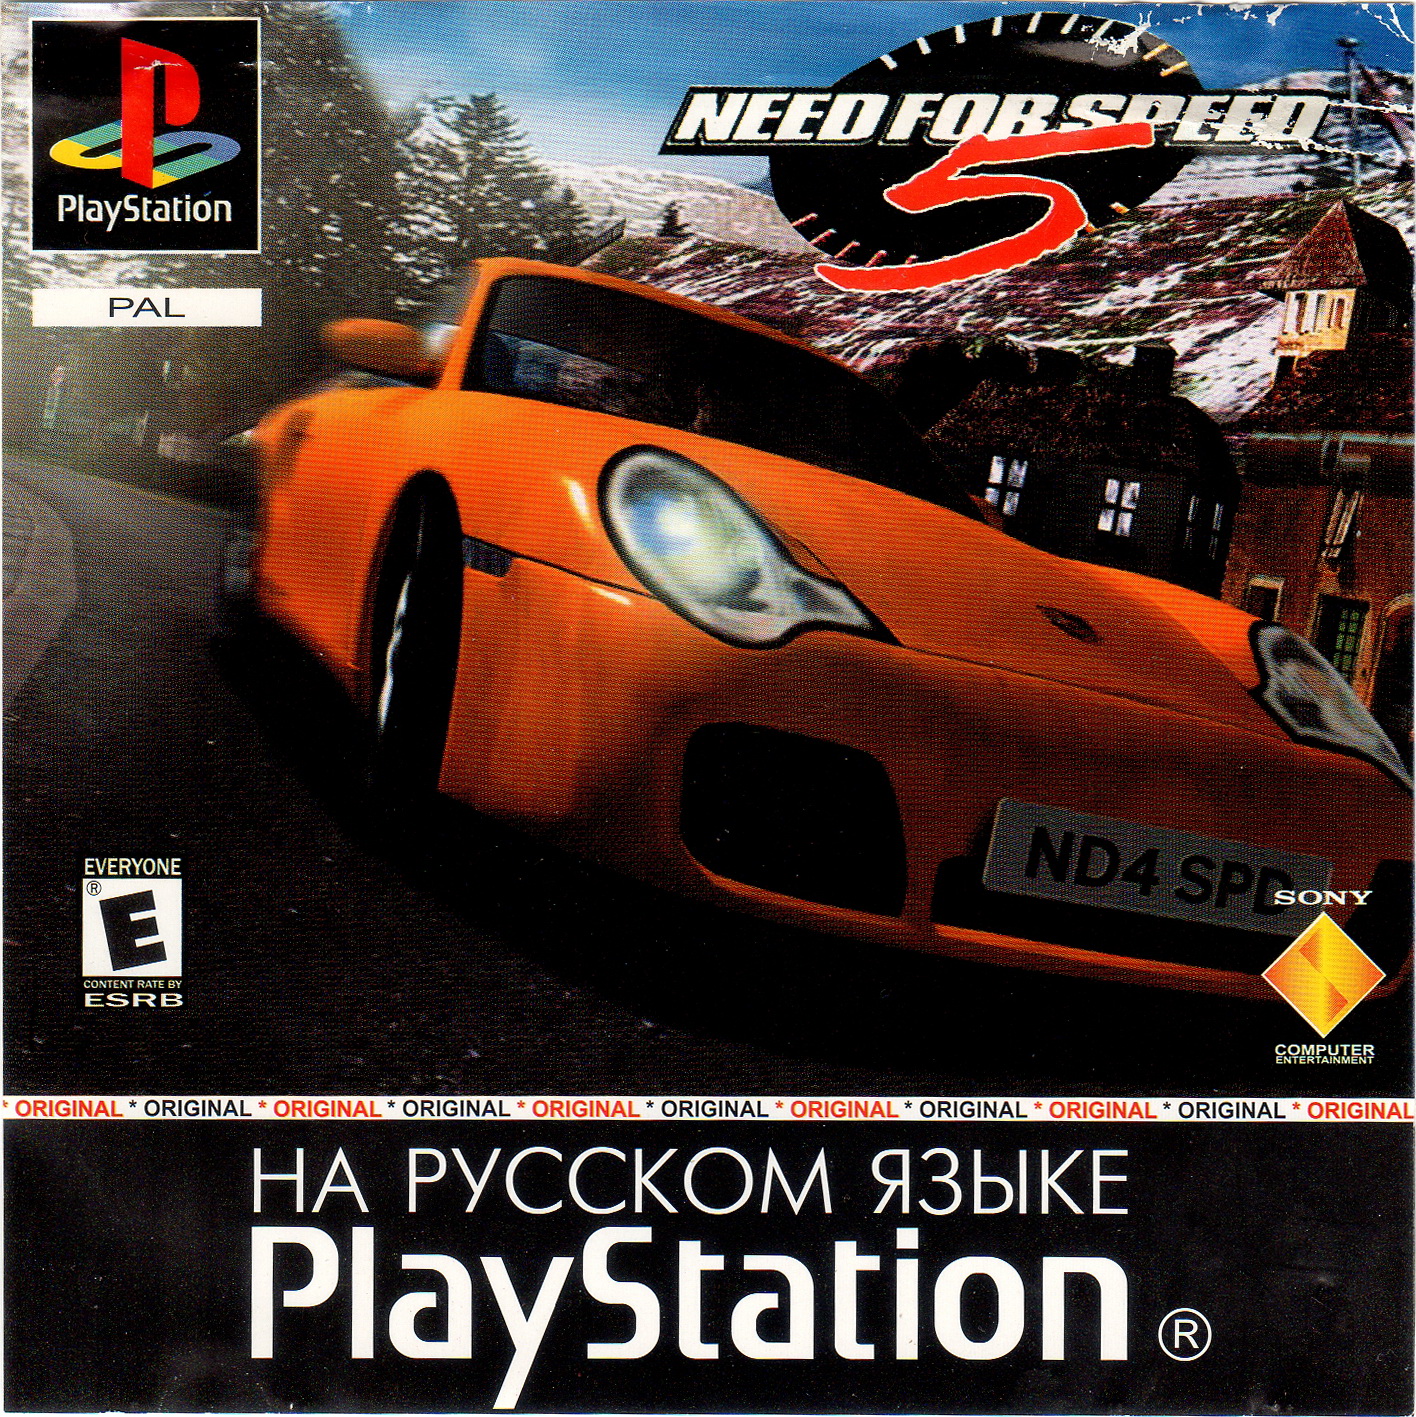 PlayStation
PAL
NEED FOR SPEED
5
ND4 SPD
EVERYONE
®
E
CONTENT RATE BY
ESRB
SONY
COMPUTER
ENTERTAINMENT
* ORIGINAL * ORIGINAL * ORIGINAL * ORIGINAL * ORIGINAL * ORIGINAL * ORIGINAL * ORIGINAL * ORIGINAL * ORIGINAL * ORIGINAL
НА РУССКОМ ЯЗЫКЕ
PlayStation ®